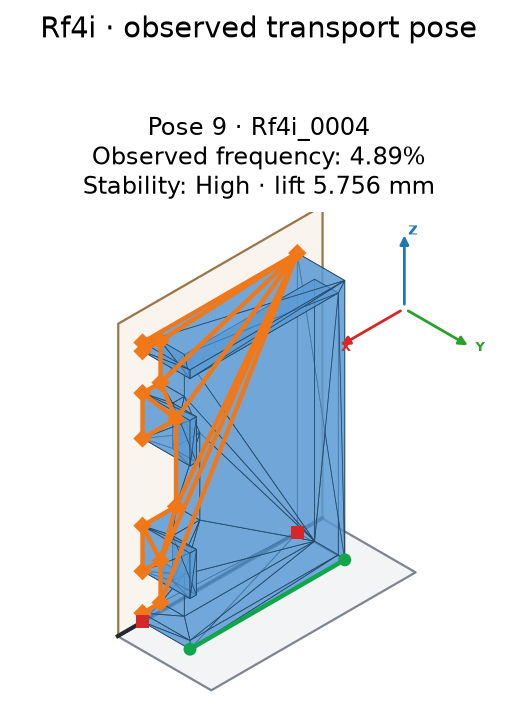 Rf4i · observed transport pose
Pose 9 · Rf4i_0004
Observed frequency: 4.89%
Stability: High · lift 5.756 mm
Z
X
Y